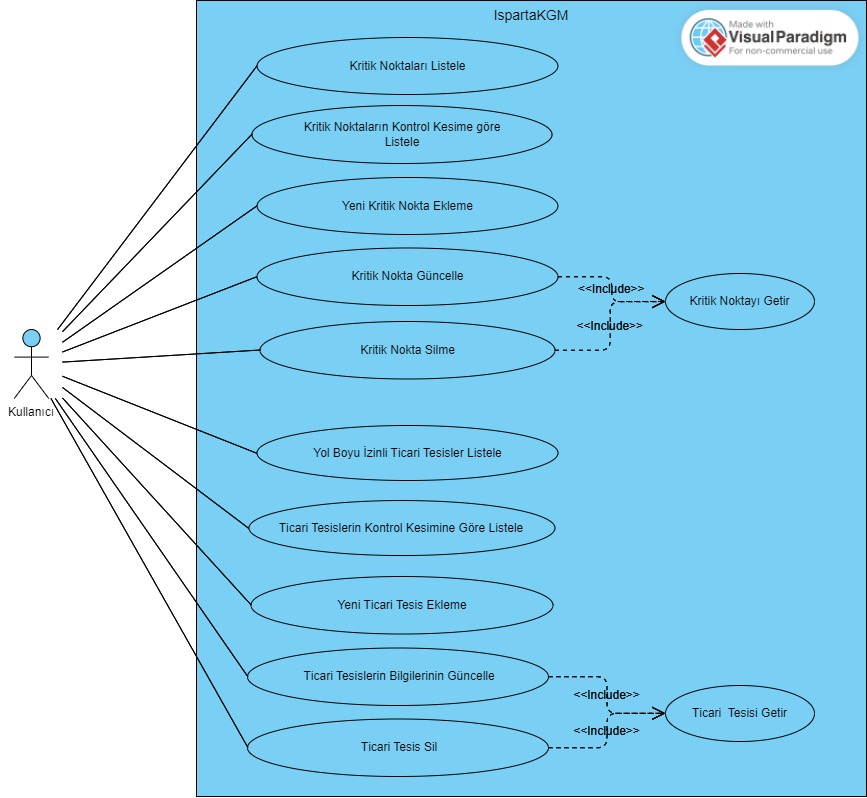 IspartaKGM
Made with
VisualParadigm
For non-commercial use
Kritik Noktaları Listele
Kritik Noktaların Kontrol Kesime göre
Listele
Yeni Kritik Nokta Ekleme
Kritik Nokta Güncelle
<<Include>>
Kritik Noktayı Getir
<<Include>>
Kritik Nokta Silme
Kullanıcı
Yol Boyu İzinli Ticari Tesisler Listele
Ticari Tesislerin Kontrol Kesimine Göre Listele
Yeni Ticari Tesis Ekleme
Ticari Tesislerin Bilgilerinin Güncelle
<<Include>>
Ticari Tesisi Getir
<<Include>>
Ticari Tesis Sil